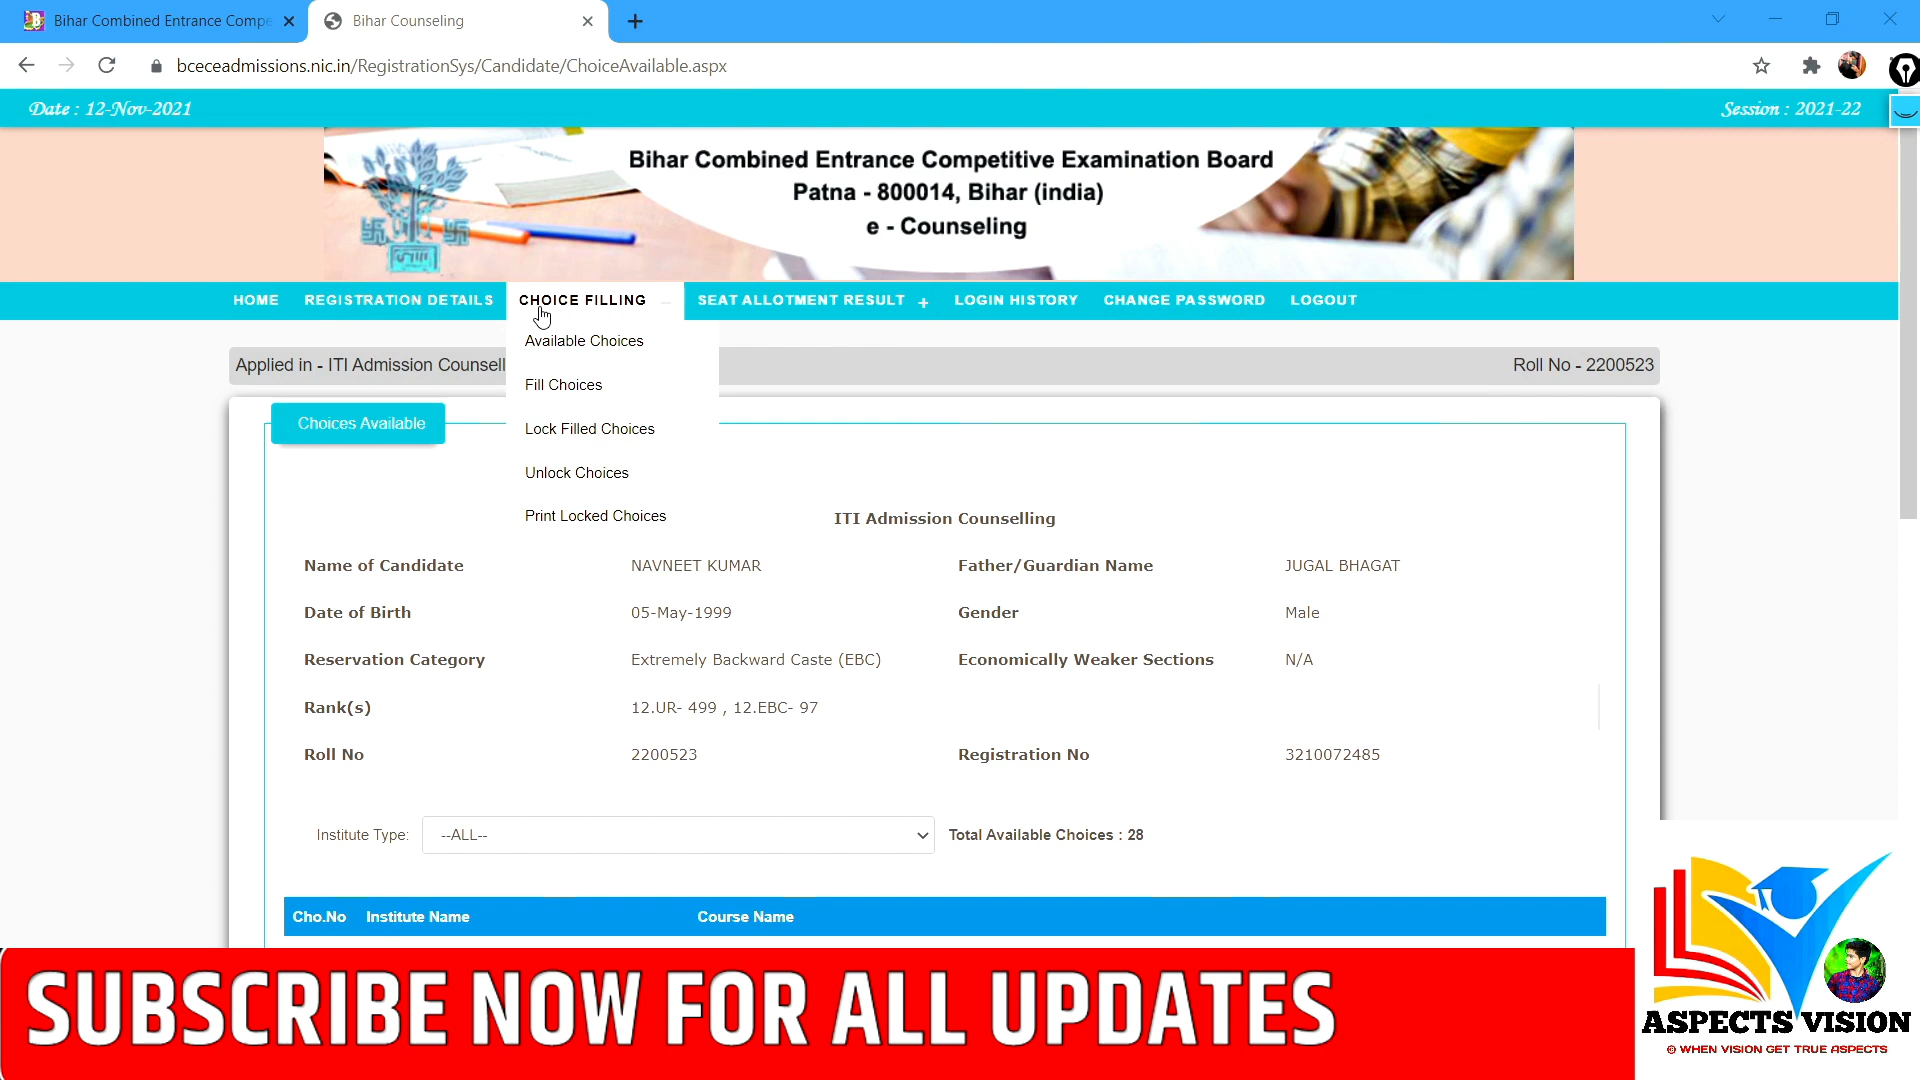 Bihar Combined Entrance Compe
Bihar Counseling
bceceadmissions.nic.in/RegistrationSys/Candidate/ChoiceAvailable.aspx
Date : 12-Nov-2021
Session : 2021-22
Bihar Combined Entrance Competitive Examination Board
Patna - 800014, Bihar (india)
e - Counseling
HOME REGISTRATION DETAILS CHOICE FILLING SEAT ALLOTMENT RESULT + LOGIN HISTORY CHANGE PASSWORD LOGOUT
Available Choices
Applied in - ITI Admission Counsell
Roll No - 2200523
Fill Choices
Choices Available
Lock Filled Choices
Unlock Choices
Print Locked Choices
ITI Admission Counselling
Name of Candidate NAVNEET KUMAR Father/Guardian Name JUGAL BHAGAT
Date of Birth 05-May-1999 Gender Male
Reservation Category Extremely Backward Caste (EBC) Economically Weaker Sections N/A
Rank(s) 12.UR- 499 , 12.EBC- 97
Roll No 2200523 Registration No 3210072485
Institute Type: --ALL-- Total Available Choices : 28
Cho.No Institute Name Course Name
SUBSCRIBE NOW FOR ALL UPDATES
ASPECTS VISION
© WHEN VISION GET TRUE ASPECTS